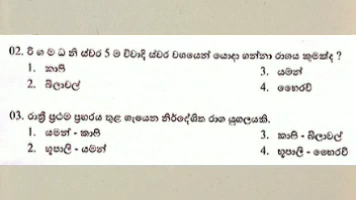 02. රි ග ම ධ නි ස්වර 5 ම විවාදි ස්වර වශයෙන් යොදා ගන්නා රාගය කුමක්ද ?
1. කාෆි 3. යමන්
2. බිලාවල් 4. භෛරවී
03. රාත්‍රී ප්‍රථම ප්‍රහරය තුළ ගැයෙන නිර්දේශිත රාග යුගලයකි.
1. යමන් - කාෆි 3. කාෆි - බිලාවල්
2. භූපාලි - යමන් 4. භූපාලි - භෛරවී